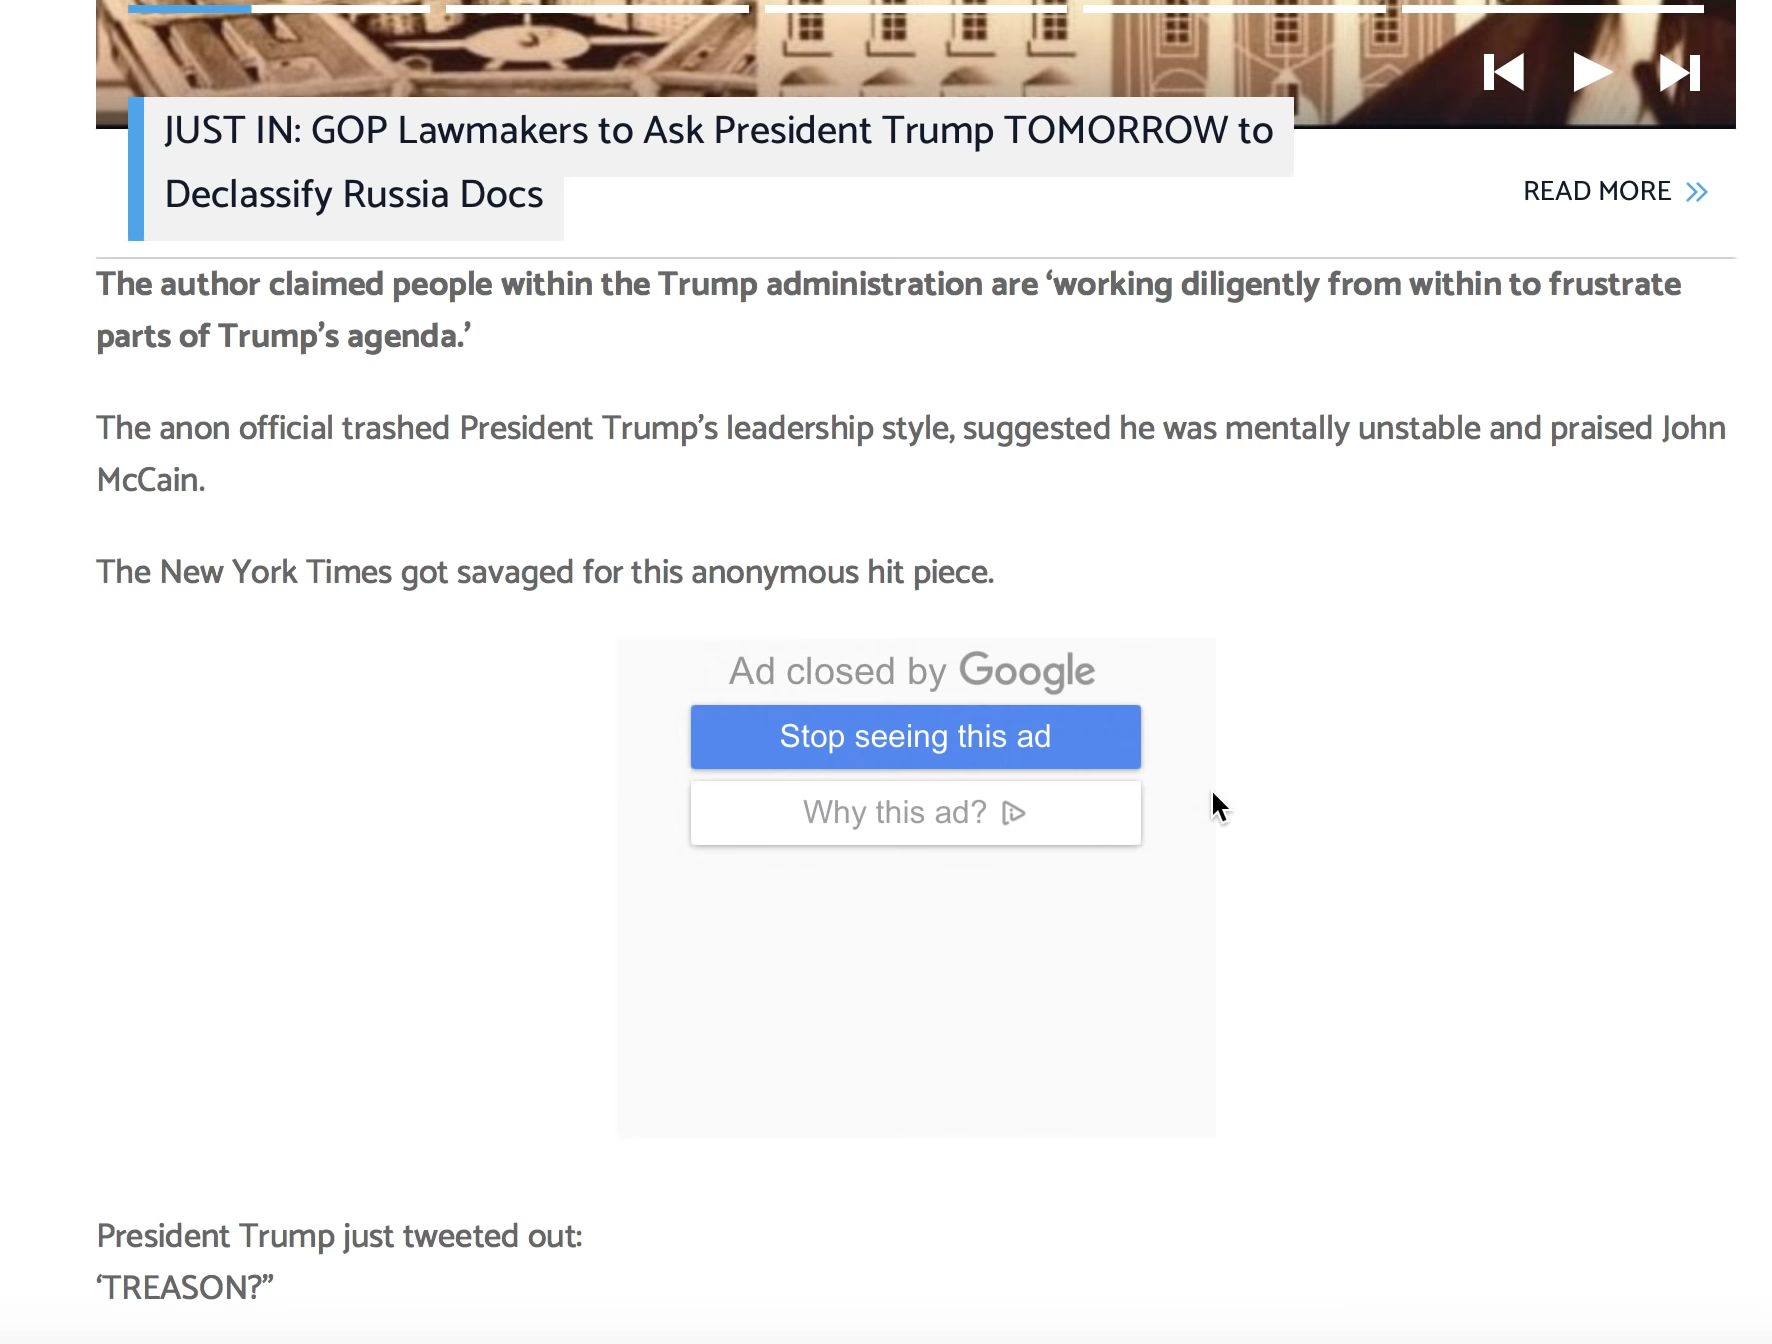 JUST IN: GOP Lawmakers to Ask President Trump TOMORROW to
Declassify Russia Docs
READ MORE »
The author claimed people within the Trump administration are ‘working diligently from within to frustrate
parts of Trump’s agenda.’
The anon official trashed President Trump’s leadership style, suggested he was mentally unstable and praised John
McCain.
The New York Times got savaged for this anonymous hit piece.
Ad closed by Google
Stop seeing this ad
Why this ad?
President Trump just tweeted out:
‘TREASON?”